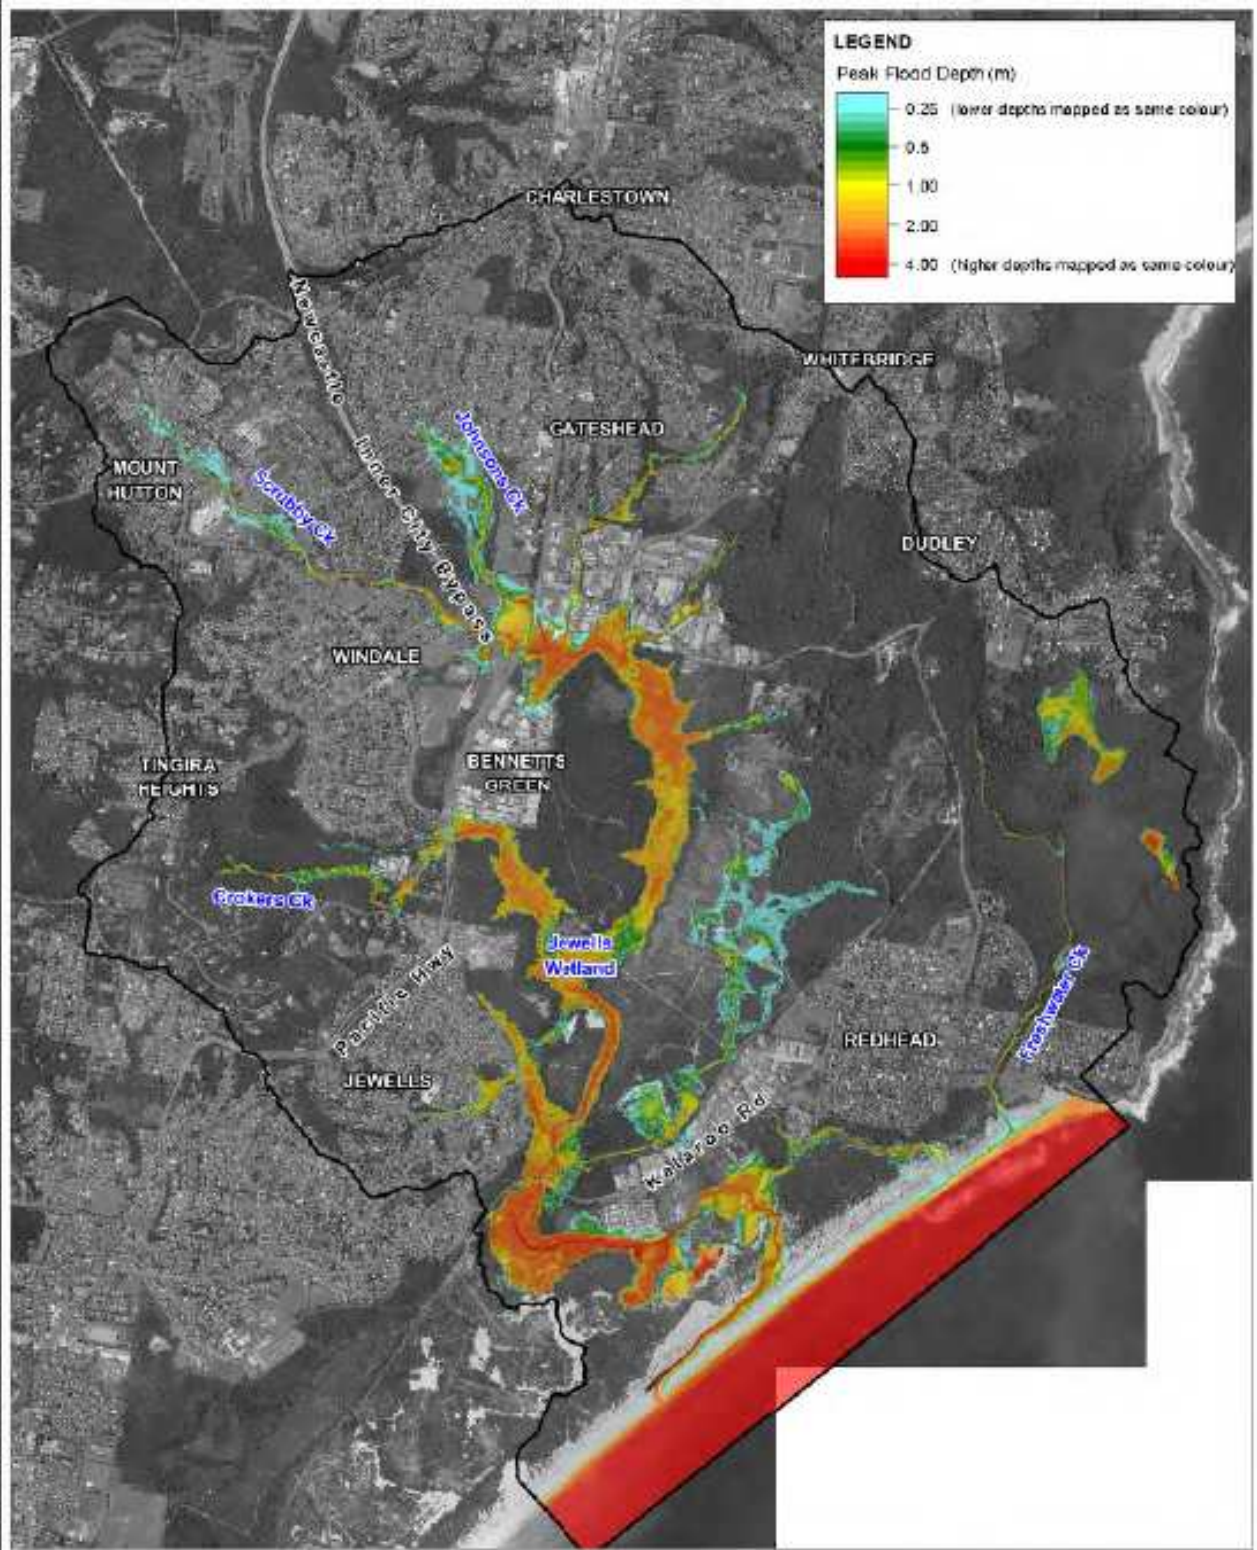 LEGEND
Peak Flood Depth (m)
0.25 (lower depths mapped as same colour)
0.5
1.00
2.00
4.00 (higher depths mapped as same colour)
CHARLESTOWN
Newcastle Inner City Bypass
WHITEBRIDGE
Johnsons Ck
GATESHEAD
MOUNT
HUTTON
Scrubby Ck
DUDLEY
WINDALE
TINGIRA
HEIGHTS
BENNETTS
GREEN
Crokers Ck
Jewells
Wetland
Pacific Hwy
Freshwater Ck
REDHEAD
JEWELLS
Kalaroo Rd